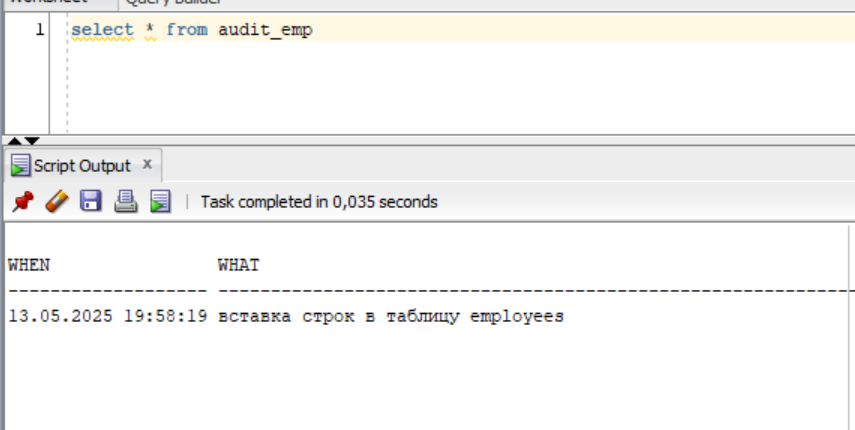 Worksheet Query Builder
1 select * from audit_emp
Script Output x
Task completed in 0,035 seconds
WHEN WHAT
------------------- -------------------------------------------------------------
13.05.2025 19:58:19 вставка строк в таблицу employees